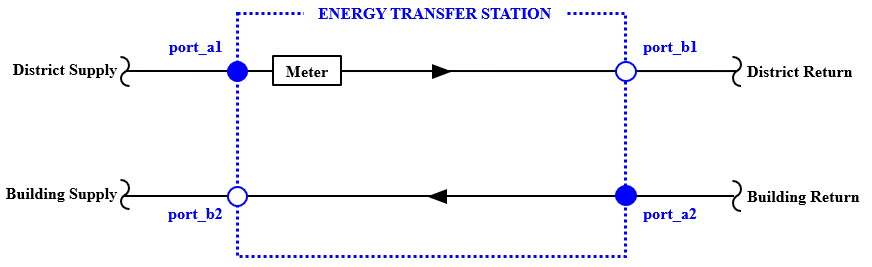 ENERGY TRANSFER STATION
port_a1
port_b1
District Supply
Meter
District Return
Building Supply
Building Return
port_b2
port_a2